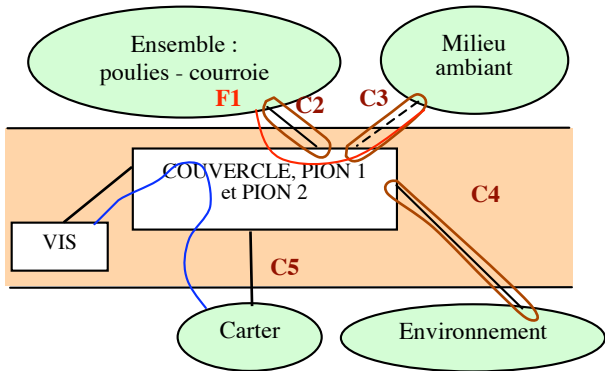 Ensemble :
poulies - courroie
Milieu
ambiant
F1
C2
C3
COUVERCLE, PION 1
et PION 2
C4
VIS
C5
Carter
Environnement